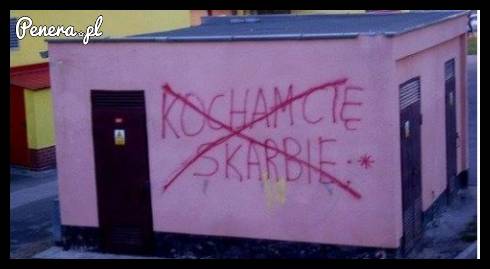 Penera.pl
KOCHAM CIĘ
SKARBIE :*